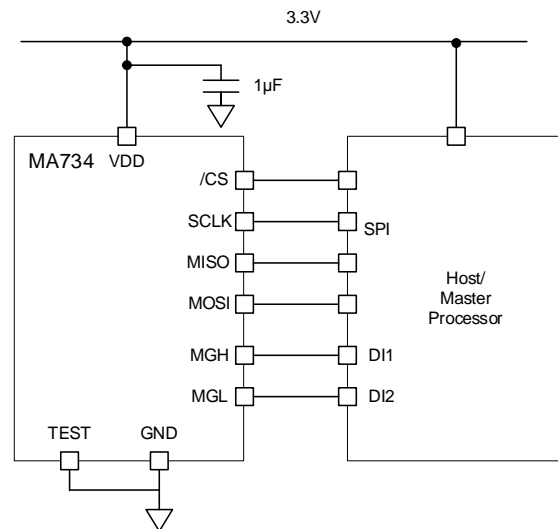 3.3V
1µF
MA734
VDD
/CS
SCLK
SPI
MISO
MOSI
Host/
Master
Processor
MGH
DI1
MGL
DI2
TEST
GND